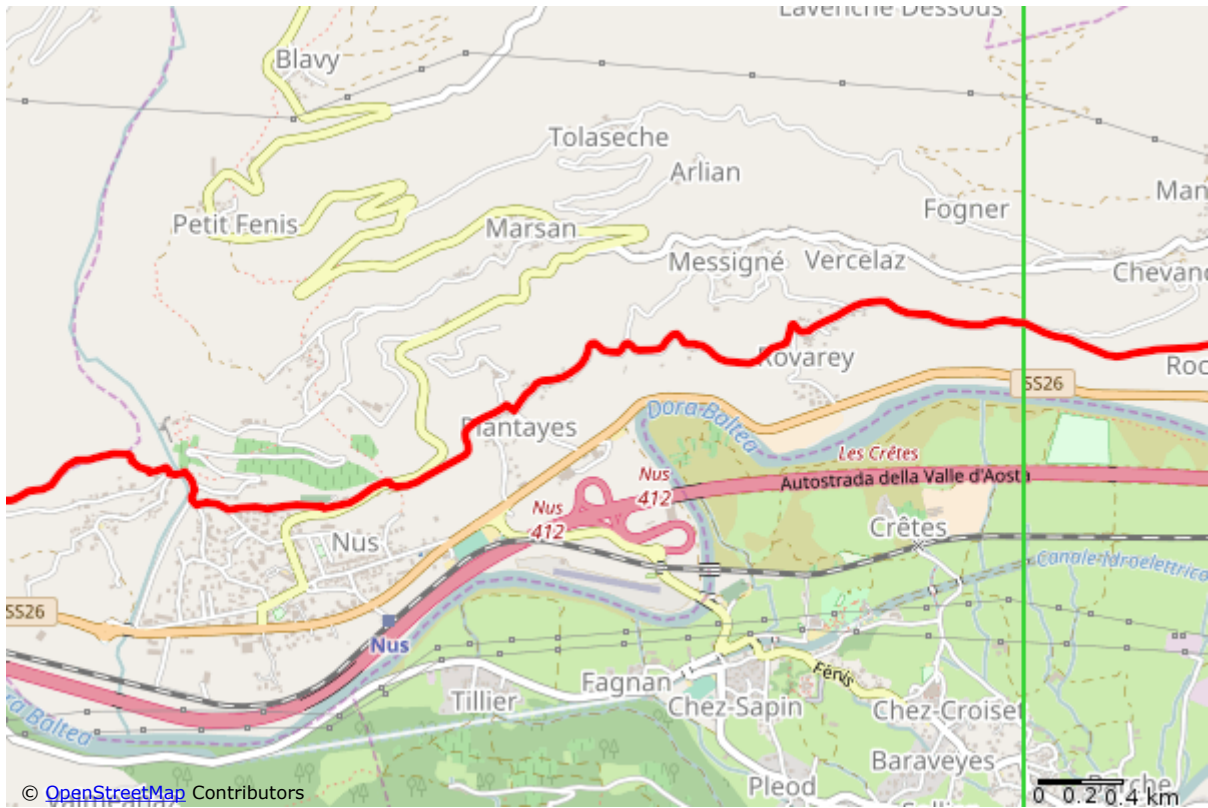 Lavenche Dessous
Blavy
Tolaseche
Arlian
Man
Petit Fenis
Marsan
Fogner
Messigné
Vercelaz
Chevano
Rovarey
Roc
SS26
Dora Baltea
Plantayes
Les Crêtes
Nus
412
Autostrada della Valle d'Aosta
Nus
412
Crêtes
Nus
Canale Idroelettrico
SS26
Nus
Fagnan
Fénis
Tillier
Chez-Sapin
Chez-Croiset
Dora Baltea
Baraveyes
Pleod
0 0.2 0.4 km
© OpenStreetMap Contributors